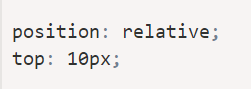 position: relative;
top: 10px;